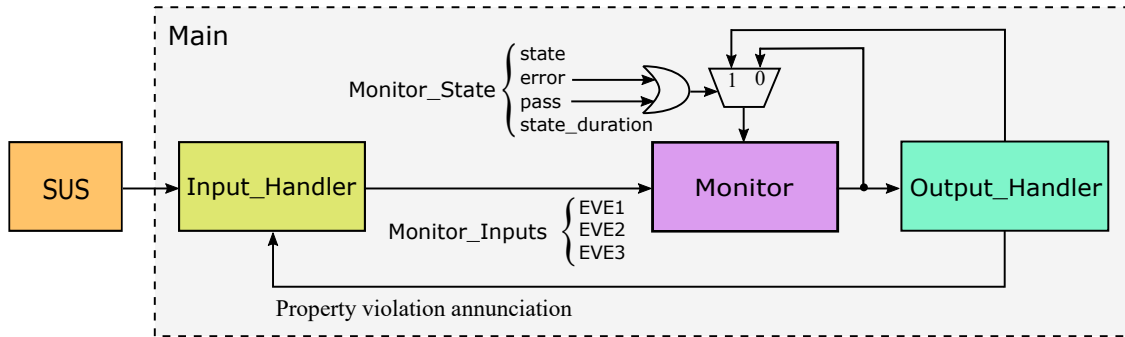 Main
state
error
Monitor_State
pass
state_duration
1 0
SUS
Input_Handler
Monitor
Output_Handler
EVE1
Monitor_Inputs
EVE2
EVE3
Property violation annunciation